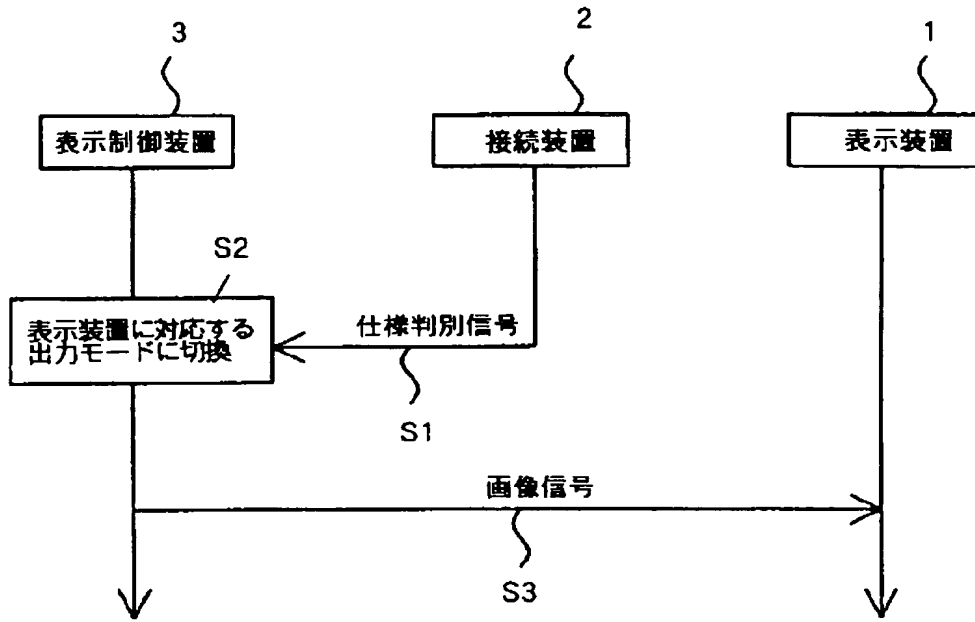 3
2
1
表示制御装置
接続装置
表示装置
S2
表示装置に対応する
出力モードに切換
仕様判別信号
S1
画像信号
S3